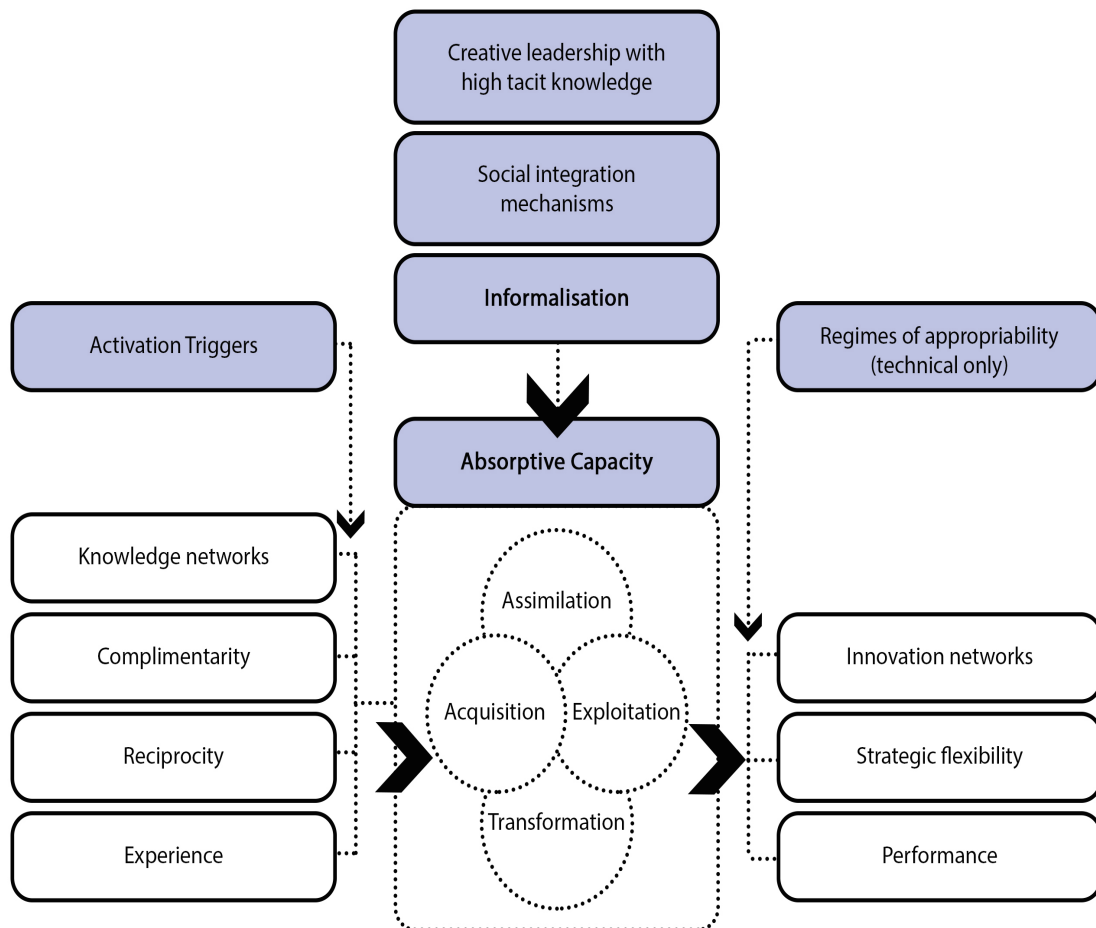 Creative leadership with
high tacit knowledge
Social integration
mechanisms
Informalisation
Activation Triggers
Regimes of appropriability
(technical only)
Absorptive Capacity
Knowledge networks
Complimentarity
Reciprocity
Experience
Assimilation
Acquisition
Exploitation
Transformation
Innovation networks
Strategic flexibility
Performance